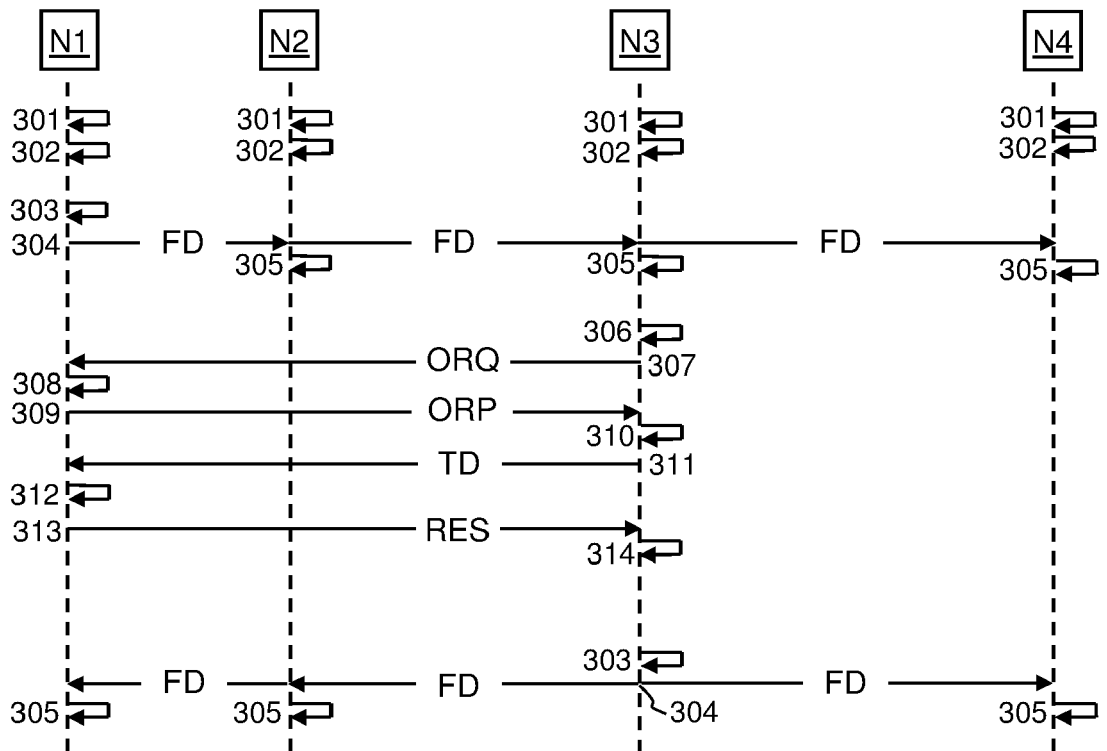 N1 N2 N3 N4
301 301 301 301
302 302 302 302
303
304 FD FD FD
305 305 305
306
ORQ 307
308
309 ORP
310
TD 311
312
313 RES
314
303
FD FD FD
305 305 304 305